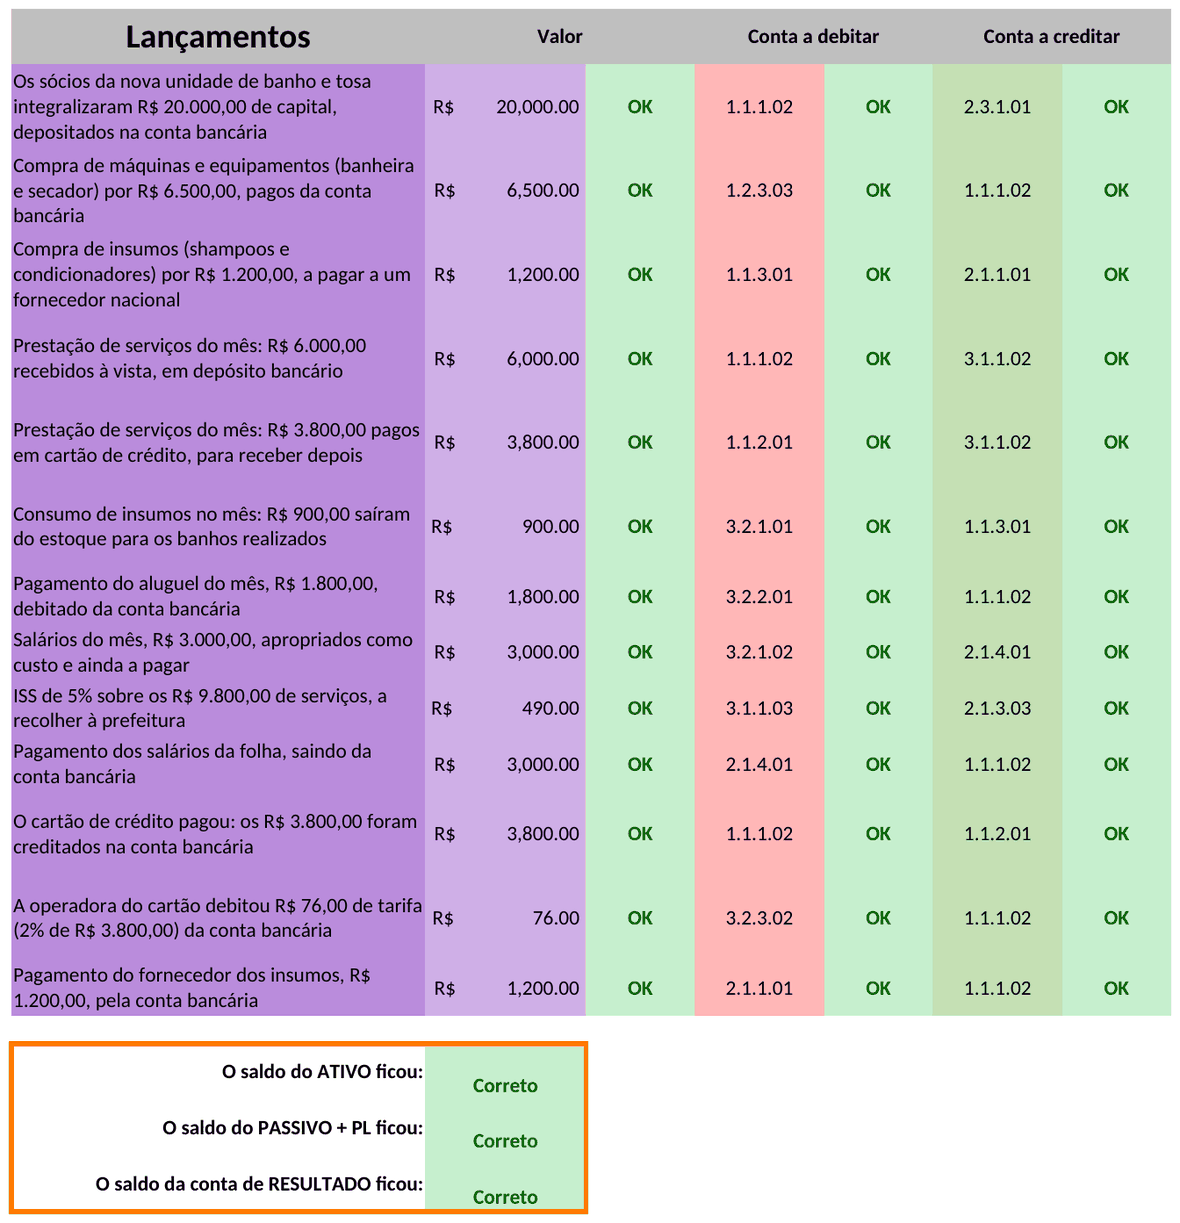 Lançamentos Valor Conta a debitar Conta a creditar
Os sócios da nova unidade de banho e tosa
integralizaram R$ 20.000,00 de capital,
depositados na conta bancária
R$ 20,000.00 OK 1.1.1.02 OK 2.3.1.01 OK
Compra de máquinas e equipamentos (banheira
e secador) por R$ 6.500,00, pagos da conta
bancária
R$ 6,500.00 OK 1.2.3.03 OK 1.1.1.02 OK
Compra de insumos (shampoos e
condicionadores) por R$ 1.200,00, a pagar a um
fornecedor nacional
R$ 1,200.00 OK 1.1.3.01 OK 2.1.1.01 OK
Prestação de serviços do mês: R$ 6.000,00
recebidos à vista, em depósito bancário
R$ 6,000.00 OK 1.1.1.02 OK 3.1.1.02 OK
Prestação de serviços do mês: R$ 3.800,00 pagos
em cartão de crédito, para receber depois
R$ 3,800.00 OK 1.1.2.01 OK 3.1.1.02 OK
Consumo de insumos no mês: R$ 900,00 saíram
do estoque para os banhos realizados
R$ 900.00 OK 3.2.1.01 OK 1.1.3.01 OK
Pagamento do aluguel do mês, R$ 1.800,00,
debitado da conta bancária
R$ 1,800.00 OK 3.2.2.01 OK 1.1.1.02 OK
Salários do mês, R$ 3.000,00, apropriados como
custo e ainda a pagar
R$ 3,000.00 OK 3.2.1.02 OK 2.1.4.01 OK
ISS de 5% sobre os R$ 9.800,00 de serviços, a
recolher à prefeitura
R$ 490.00 OK 3.1.1.03 OK 2.1.3.03 OK
Pagamento dos salários da folha, saindo da
conta bancária
R$ 3,000.00 OK 2.1.4.01 OK 1.1.1.02 OK
O cartão de crédito pagou: os R$ 3.800,00 foram
creditados na conta bancária
R$ 3,800.00 OK 1.1.1.02 OK 1.1.2.01 OK
A operadora do cartão debitou R$ 76,00 de tarifa
(2% de R$ 3.800,00) da conta bancária
R$ 76.00 OK 3.2.3.02 OK 1.1.1.02 OK
Pagamento do fornecedor dos insumos, R$
1.200,00, pela conta bancária
R$ 1,200.00 OK 2.1.1.01 OK 1.1.1.02 OK
O saldo do ATIVO ficou: Correto
O saldo do PASSIVO + PL ficou: Correto
O saldo da conta de RESULTADO ficou: Correto